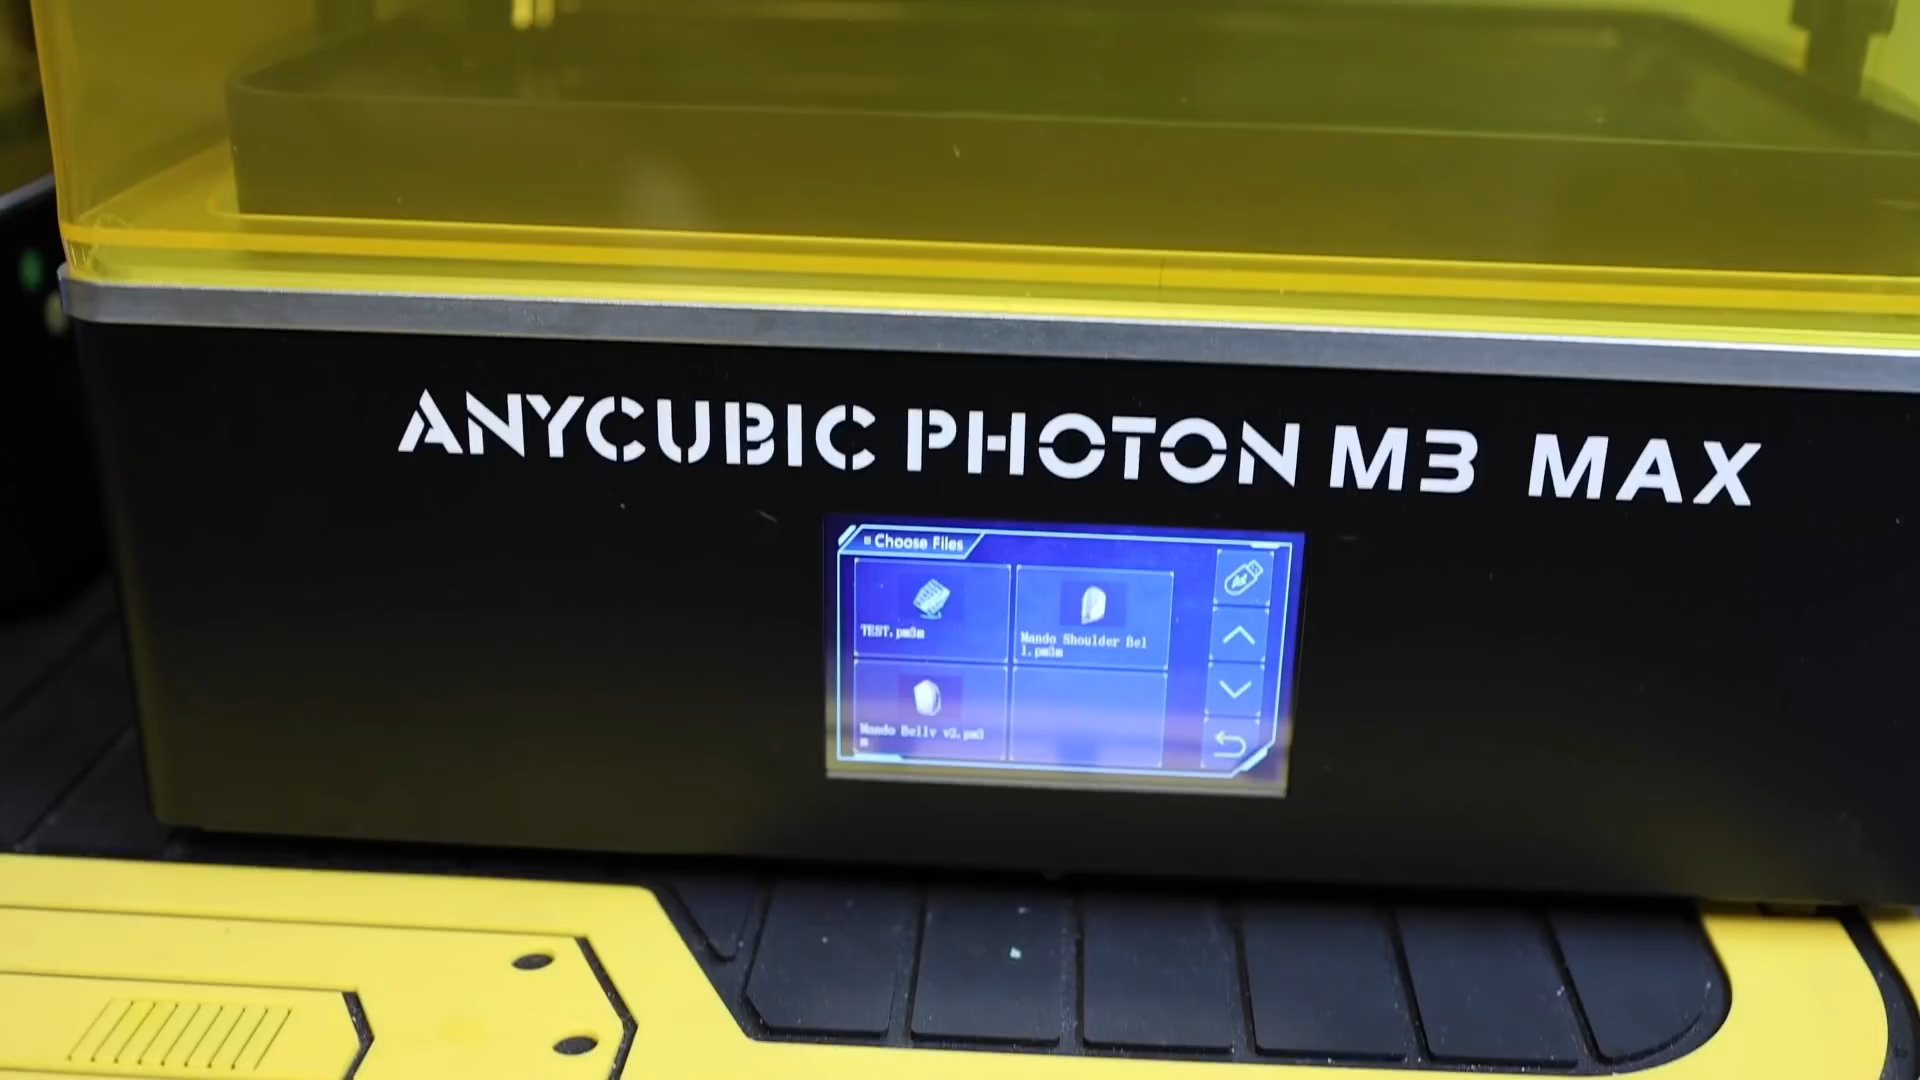 ANYCUBIC PHOTON M3 MAX
Choose Files
TEST.pm3m
Mando Shoulder Bel
l.pm3m
Mando Belly v2.pm3
m